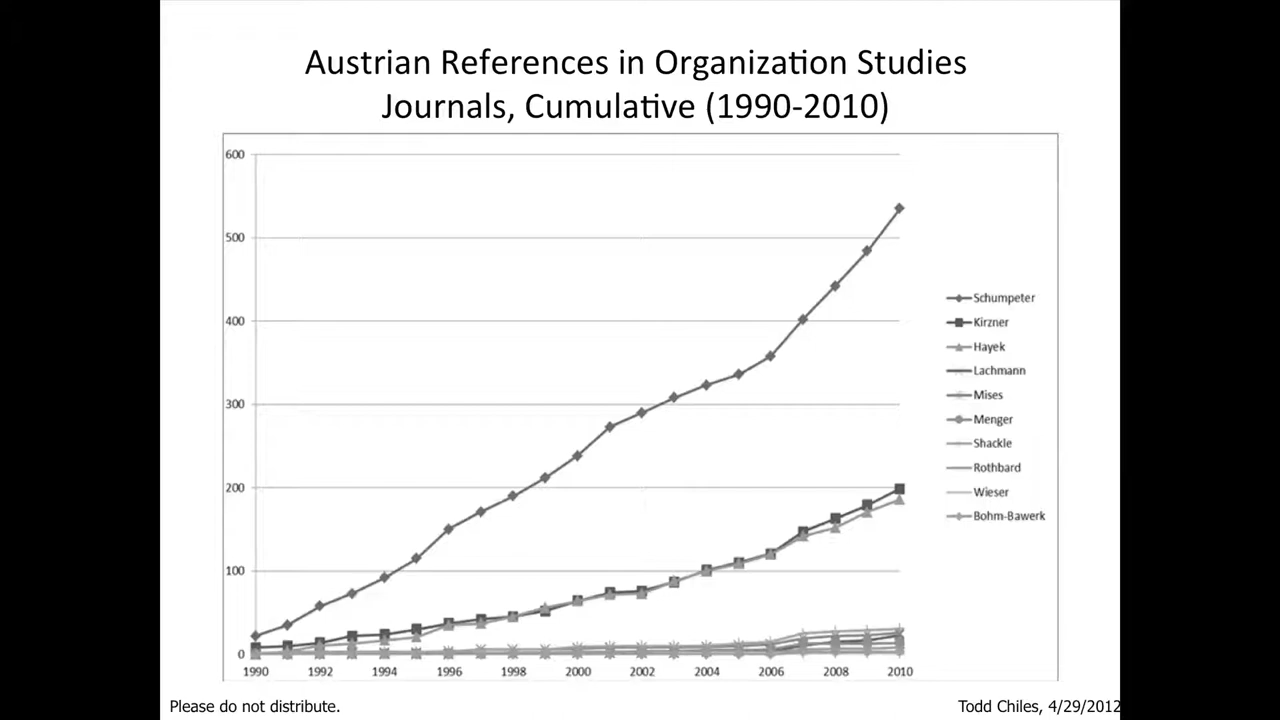 Austrian References in Organization Studies
Journals, Cumulative (1990-2010)
600
500
400
300
200
100
0
1990 1992 1994 1996 1998 2000 2002 2004 2006 2008 2010
Schumpeter
Kirzner
Hayek
Lachmann
Mises
Menger
Shackle
Rothbard
Wieser
Bohm-Bawerk
Please do not distribute.
Todd Chiles, 4/29/2012